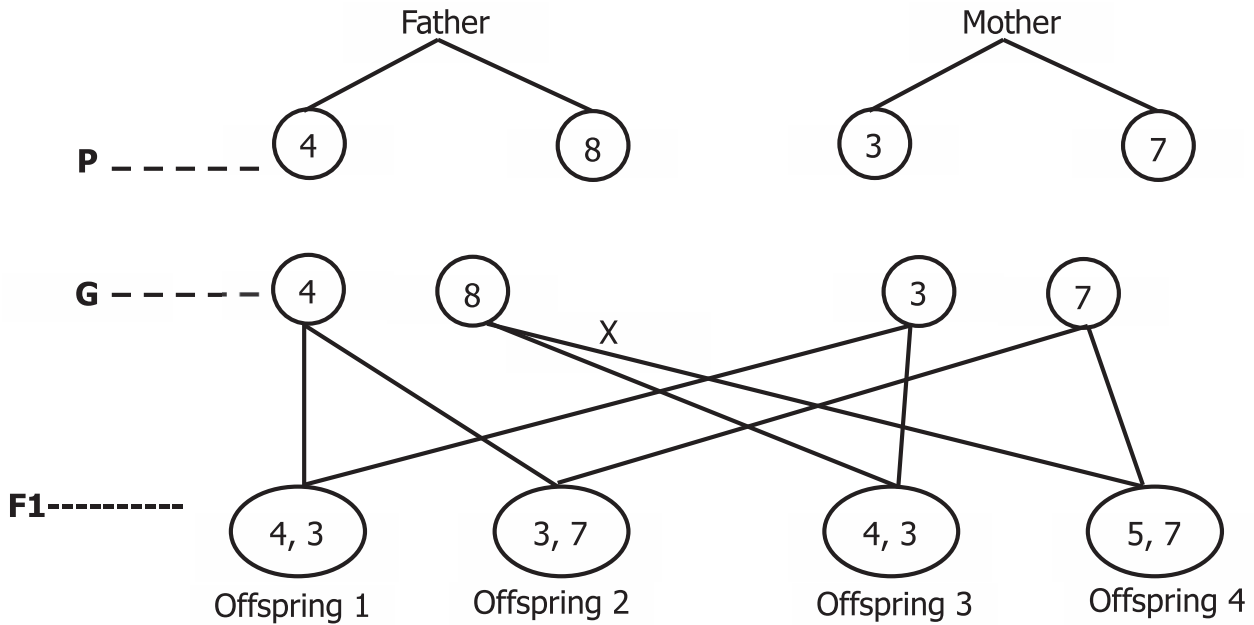 Father Mother
P 4 8 3 7
G 4 8 3 7
X
F1 4, 3 3, 7 4, 3 5, 7
Offspring 1 Offspring 2 Offspring 3 Offspring 4